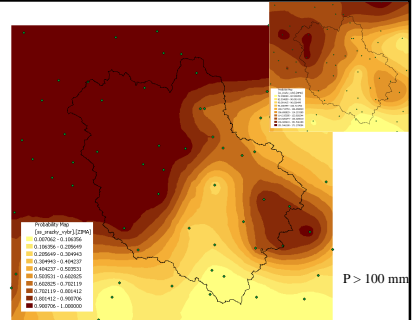 Probability Map
[ss_srazky_vybr].[ZIMA]
0.007062 - 0.106356
0.106356 - 0.205649
0.205649 - 0.304943
0.304943 - 0.404237
0.404237 - 0.503531
0.503531 - 0.602825
0.602825 - 0.702119
0.702119 - 0.801412
0.801412 - 0.900706
0.900706 - 1.000000
P > 100 mm